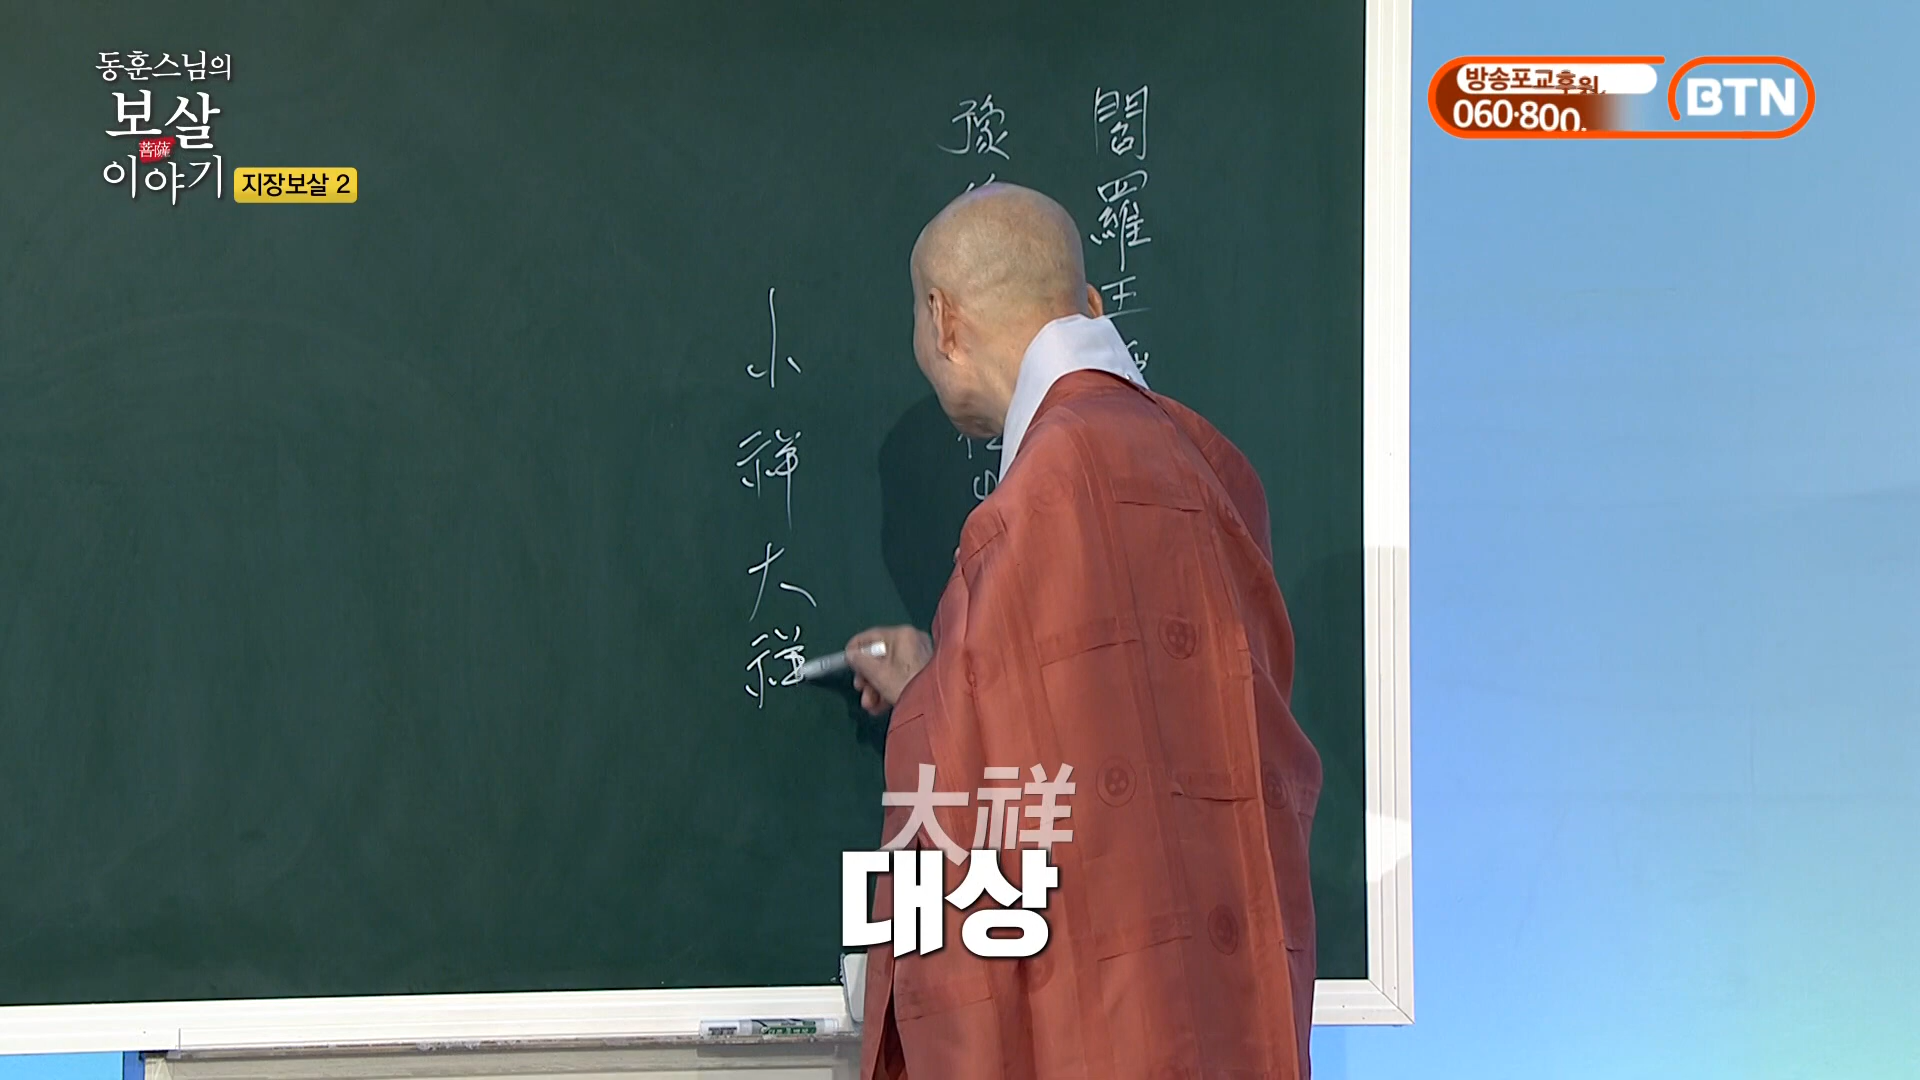 동훈스님의
보살
菩薩
이야기
지장보살 2
방송포교후원
060·800
BTN
閻羅王
豫
小祥大祥
大祥
대상